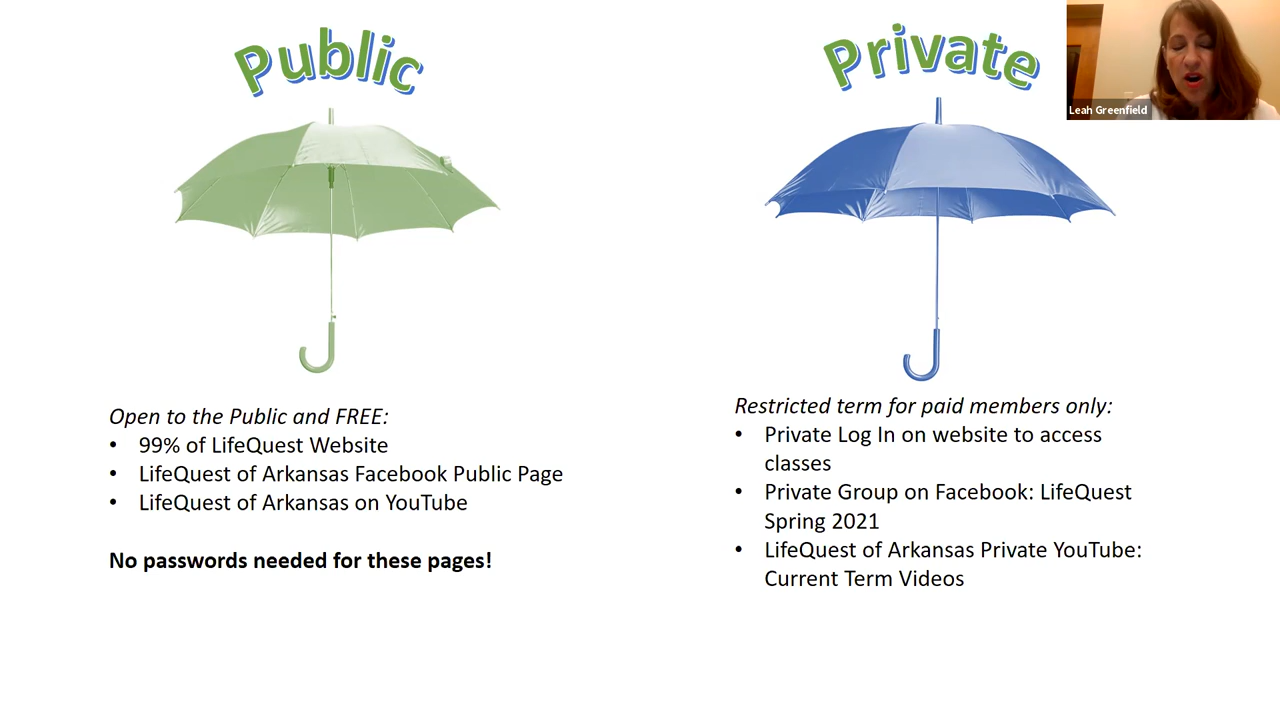 Public
Private
Leah Greenfield
Open to the Public and FREE:
• 99% of LifeQuest Website
• LifeQuest of Arkansas Facebook Public Page
• LifeQuest of Arkansas on YouTube
No passwords needed for these pages!
Restricted term for paid members only:
• Private Log In on website to access
classes
• Private Group on Facebook: LifeQuest
Spring 2021
• LifeQuest of Arkansas Private YouTube:
Current Term Videos